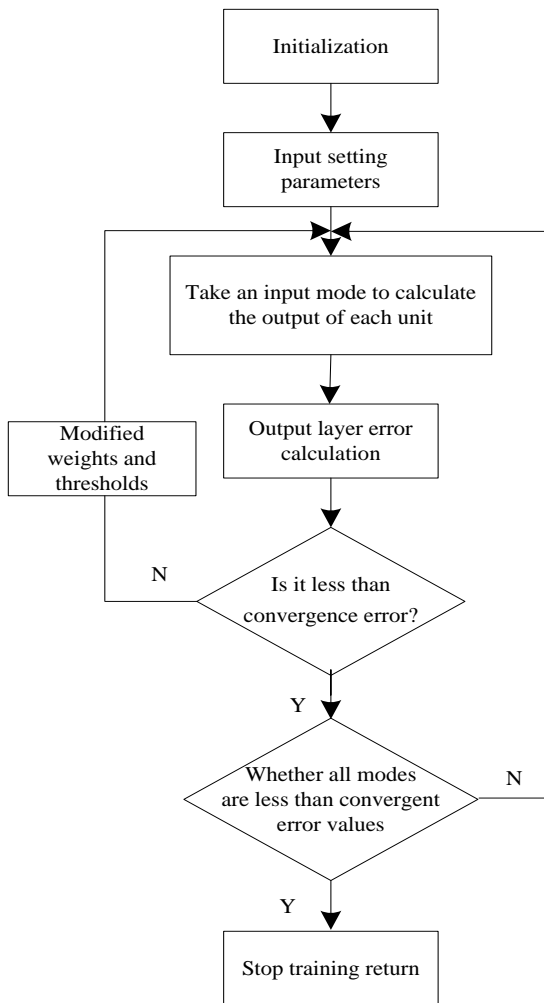 Initialization
Input setting
parameters
Take an input mode to calculate
the output of each unit
Modified
weights and
thresholds
Output layer error
calculation
N
Is it less than
convergence error?
Y
Whether all modes
are less than convergent
error values
N
Y
Stop training return